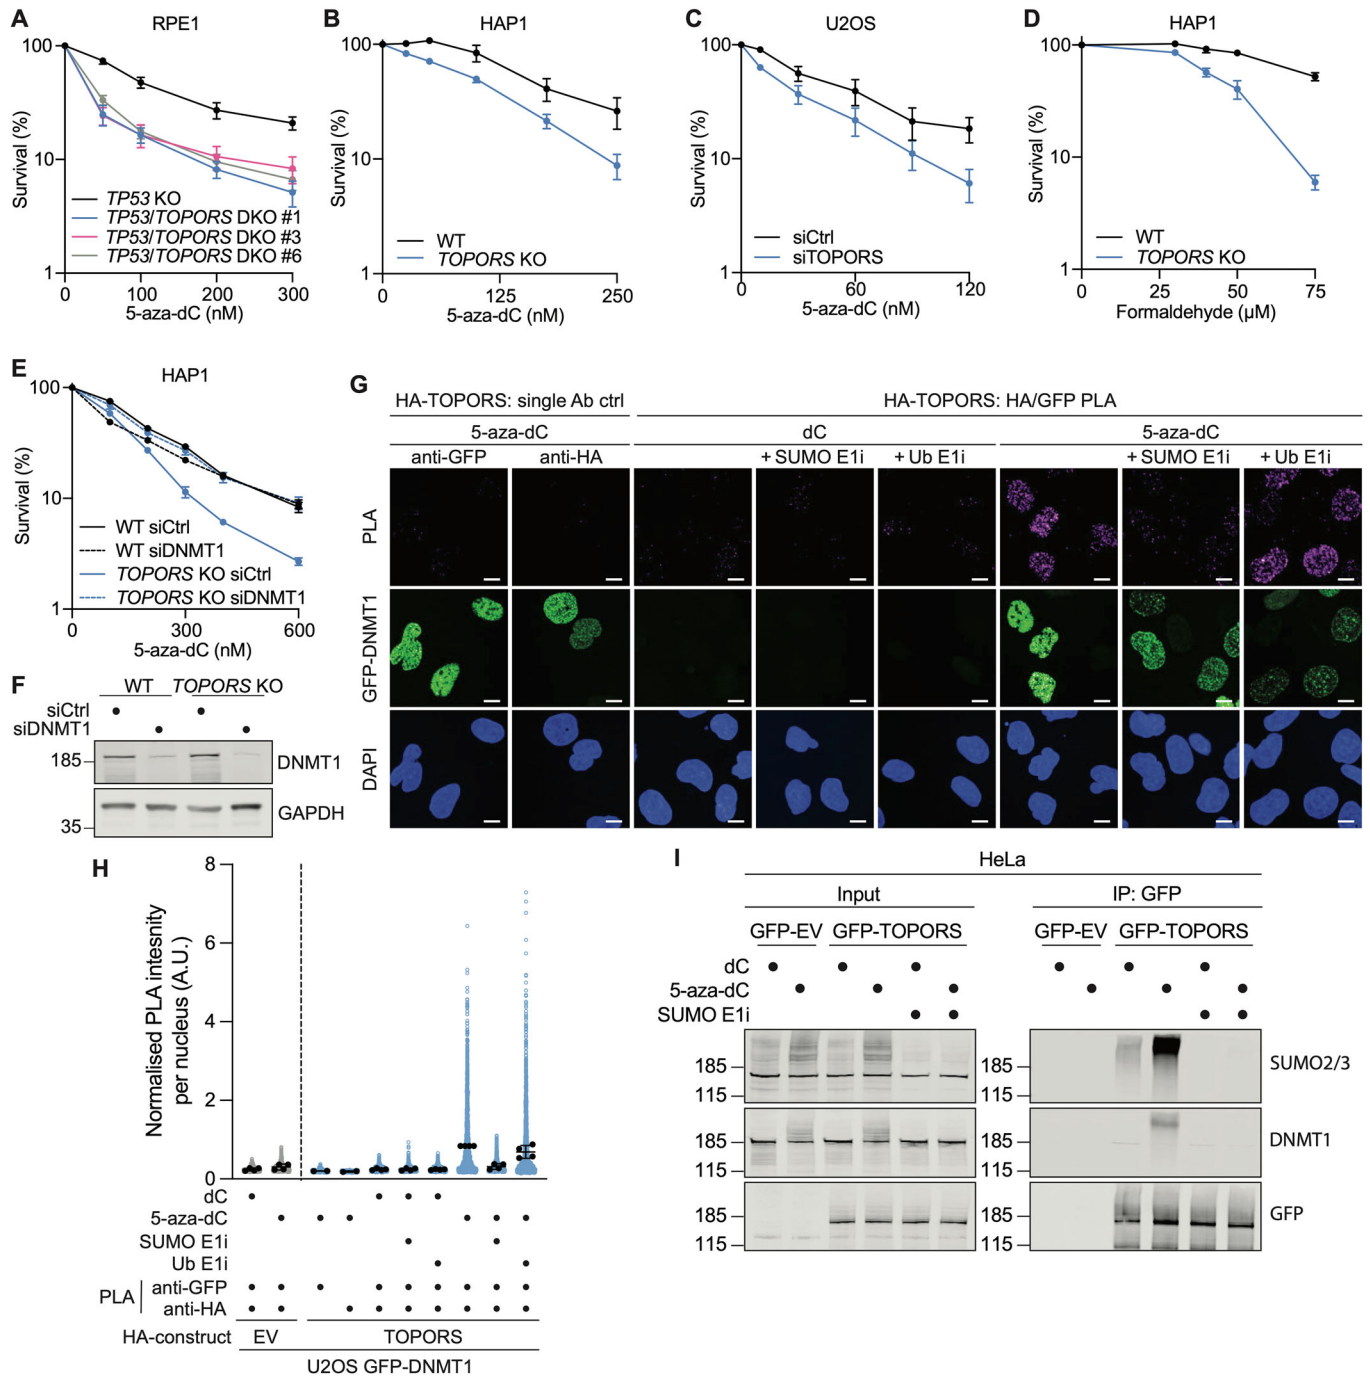 A
RPE1
100
10
1
Survival (%)
0 100 200 300
5-aza-dC (nM)
TP53 KO
TP53/TOPORS DKO #1
TP53/TOPORS DKO #3
TP53/TOPORS DKO #6
B
HAP1
100
10
1
Survival (%)
0 125 250
5-aza-dC (nM)
WT
TOPORS KO
C
U2OS
100
10
1
Survival (%)
0 60 120
5-aza-dC (nM)
siCtrl
siTOPORS
D
HAP1
100
10
1
Survival (%)
0 25 50 75
Formaldehyde (µM)
WT
TOPORS KO
E
HAP1
100
10
1
Survival (%)
0 300 600
5-aza-dC (nM)
WT siCtrl
WT siDNMT1
TOPORS KO siCtrl
TOPORS KO siDNMT1
F
WT TOPORS KO
siCtrl
siDNMT1
185 DNMT1
GAPDH
35
G
HA-TOPORS: single Ab ctrl HA-TOPORS: HA/GFP PLA
5-aza-dC dC 5-aza-dC
anti-GFP anti-HA + SUMO E1i + Ub E1i + SUMO E1i + Ub E1i
PLA
GFP-DNMT1
DAPI
H
Normalised PLA intesnity
per nucleus (A.U.)
8
6
4
2
0
dC
5-aza-dC
SUMO E1i
Ub E1i
PLA anti-GFP
anti-HA
HA-construct EV TOPORS
U2OS GFP-DNMT1
I
HeLa
Input IP: GFP
GFP-EV GFP-TOPORS GFP-EV GFP-TOPORS
dC
5-aza-dC
SUMO E1i
185 185 SUMO2/3
115 115
185 185 DNMT1
115 115
185 185 GFP
115 115